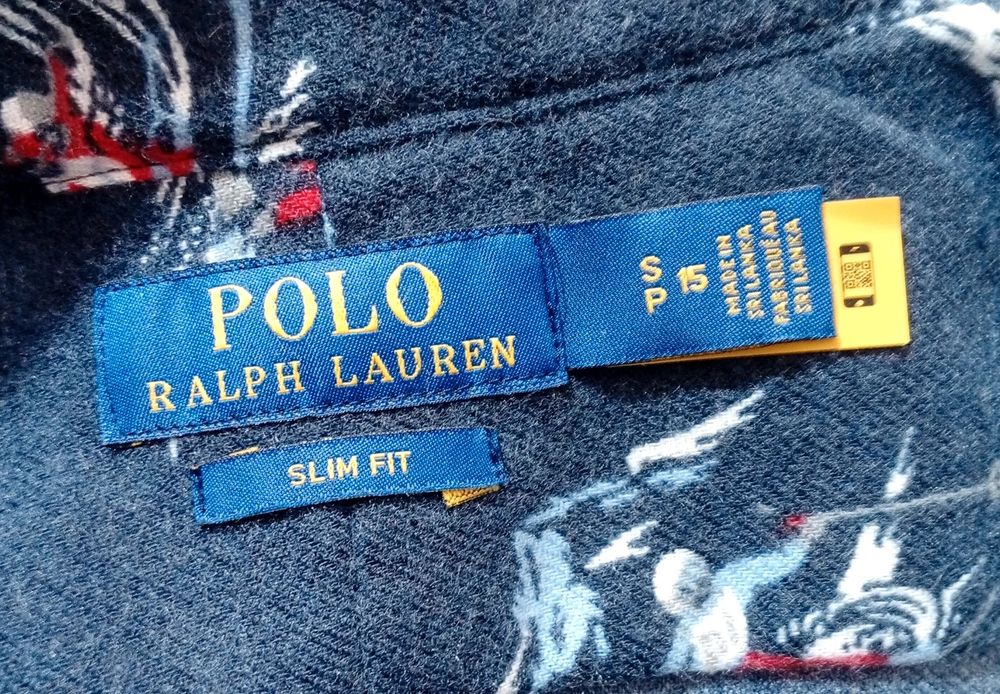 POLO
RALPH LAUREN
SLIM FIT
S
P
15
MADE IN
SRI LANKA
FABRIQUÉ AU
SRI LANKA